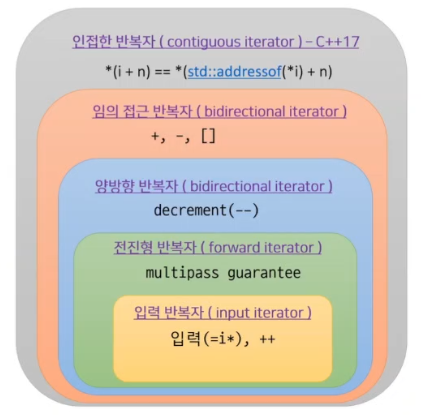 인접한 반복자 ( contiguous iterator ) – C++17
*(i + n) == *(std::addressof(*i) + n)
임의 접근 반복자 ( bidirectional iterator )
+, -, []
양방향 반복자 ( bidirectional iterator )
decrement(--)
전진형 반복자 ( forward iterator )
multipass guarantee
입력 반복자 ( input iterator )
입력(=i*), ++